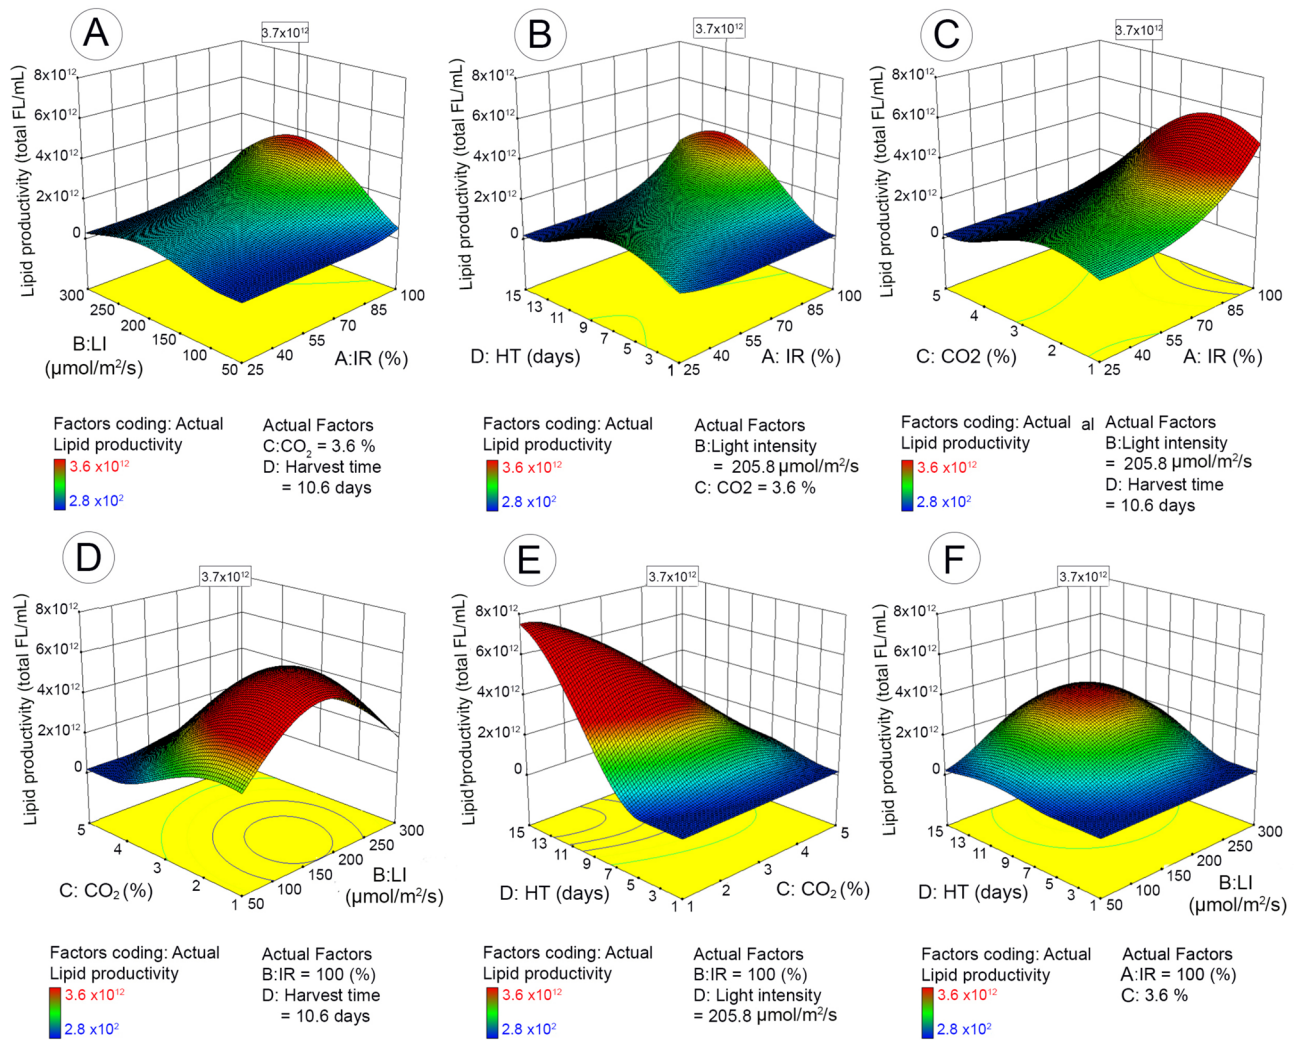 A
3.7x10¹²
8x10¹²
6x10¹²
4x10¹²
2x10¹²
0
Lipid productivity (total FL/mL)
300
250
200
150
100
50
25
40
55
70
85
100
B:LI
(µmol/m²/s)
A:IR (%)
Factors coding: Actual
Lipid productivity
3.6 x10¹²
2.8 x10²
Actual Factors
C:CO₂ = 3.6 %
D: Harvest time
= 10.6 days
B
3.7x10¹²
8x10¹²
6x10¹²
4x10¹²
2x10¹²
0
Lipid productivity (total FL/mL)
15
13
11
9
7
5
3
1
25
40
55
70
85
100
D: HT (days)
A: IR (%)
Factors coding: Actual
Lipid productivity
3.6 x10¹²
2.8 x10²
Actual Factors
B:Light intensity
= 205.8 µmol/m²/s
C: CO2 = 3.6 %
C
3.7x10¹²
8x10¹²
6x10¹²
4x10¹²
2x10¹²
0
Lipid productivity (total FL/mL)
5
4
3
2
1
25
40
55
70
85
100
C: CO2 (%)
A: IR (%)
Factors coding: Actual al
Lipid productivity
3.6 x10¹²
2.8 x10²
Actual Factors
B:Light intensity
= 205.8 µmol/m²/s
D: Harvest time
= 10.6 days
D
3.7x10¹²
8x10¹²
6x10¹²
4x10¹²
2x10¹²
0
Lipid productivity (total FL/mL)
5
4
3
2
1
50
100
150
200
250
300
C: CO₂ (%)
B:LI
(µmol/m²/s)
Factors coding: Actual
Lipid productivity
3.6 x10¹²
2.8 x10²
Actual Factors
B:IR = 100 (%)
D: Harvest time
= 10.6 days
E
3.7x10¹²
8x10¹²
6x10¹²
4x10¹²
2x10¹²
0
Lipid productivity (total FL/mL)
15
13
11
9
7
5
3
1
1
2
3
4
5
D: HT (days)
C: CO₂ (%)
Factors coding: Actual
Lipid productivity
3.6 x10¹²
2.8 x10²
Actual Factors
B:IR = 100 (%)
D: Light intensity
= 205.8 µmol/m²/s
F
3.7x10¹²
8x10¹²
6x10¹²
4x10¹²
2x10¹²
0
Lipid productivity (total FL/mL)
15
13
11
9
7
5
3
1
50
100
150
200
250
300
D: HT (days)
B:LI
(µmol/m²/s)
Factors coding: Actual
Lipid productivity
3.6 x10¹²
2.8 x10²
Actual Factors
A:IR = 100 (%)
C: 3.6 %